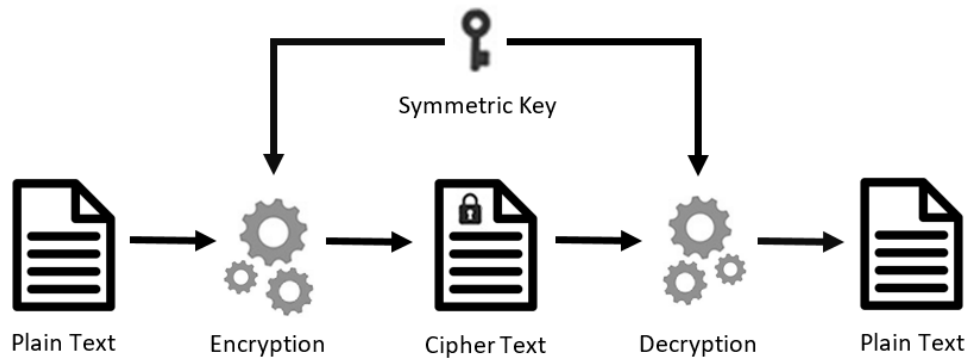 Symmetric Key
Plain Text
Encryption
Cipher Text
Decryption
Plain Text